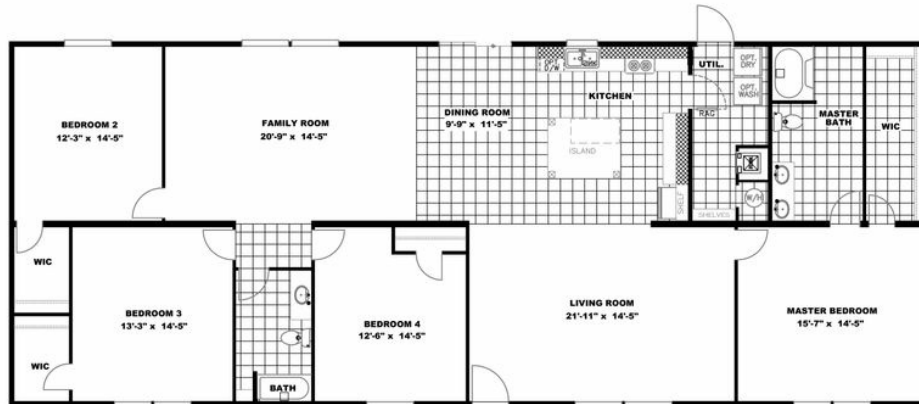 BEDROOM 2
12'-3" x 14'-5"
FAMILY ROOM
20'-9" x 14'-5"
DINING ROOM
9'-9" x 11'-5"
OPT.
D/W
KITCHEN
ISLAND
SHELF
UTIL.
OPT.
DRY
OPT.
WASH
RAG
W/H
SHELVES
MASTER
BATH
WIC
WIC
WIC
BEDROOM 3
13'-3" x 14'-5"
BATH
BEDROOM 4
12'-6" x 14'-5"
LIVING ROOM
21'-11" x 14'-5"
MASTER BEDROOM
15'-7" x 14'-5"